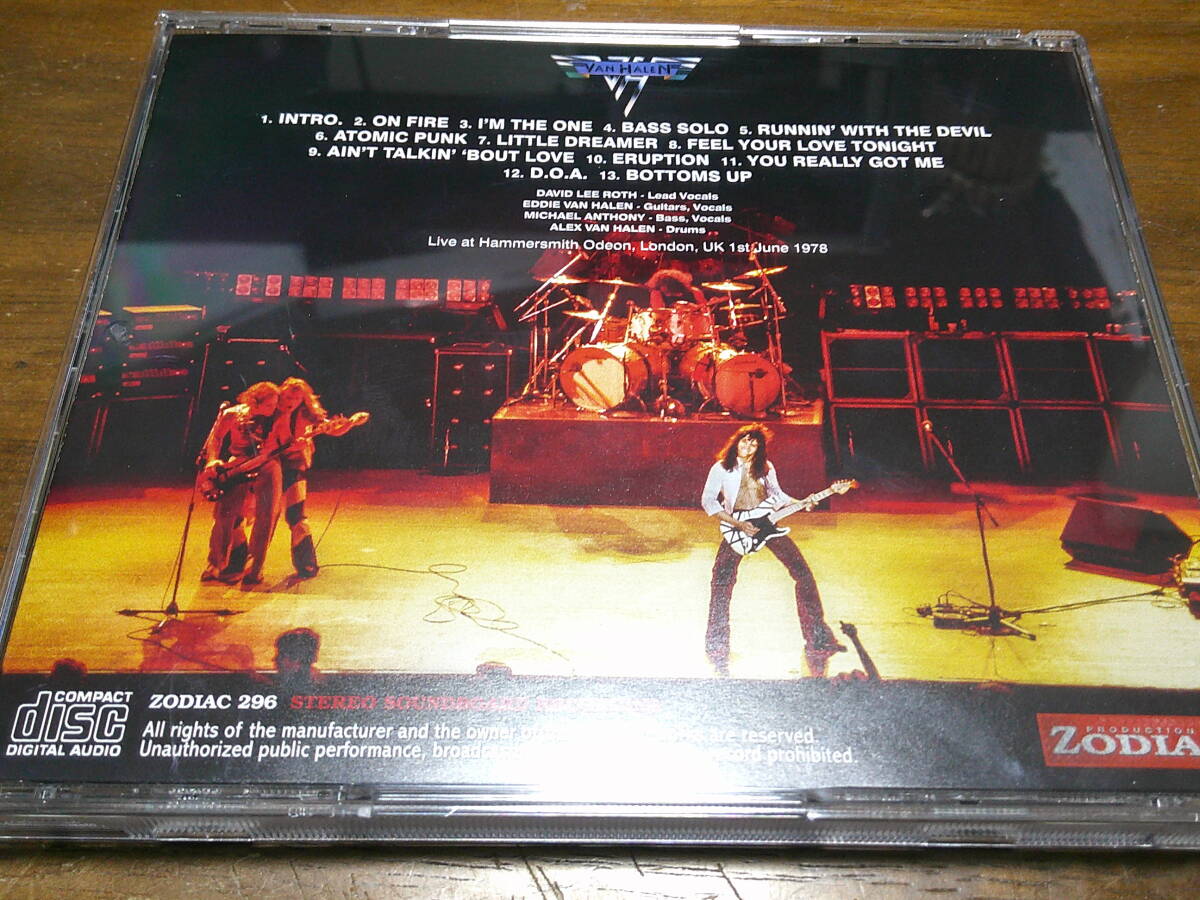 VAN HALEN
1. INTRO. 2. ON FIRE 3. I'M THE ONE 4. BASS SOLO 5. RUNNIN' WITH THE DEVIL
6. ATOMIC PUNK 7. LITTLE DREAMER 8. FEEL YOUR LOVE TONIGHT
9. AIN'T TALKIN' 'BOUT LOVE 10. ERUPTION 11. YOU REALLY GOT ME
12. D.O.A. 13. BOTTOMS UP
DAVID LEE ROTH - Lead Vocals
EDDIE VAN HALEN - Guitars, Vocals
MICHAEL ANTHONY - Bass, Vocals
ALEX VAN HALEN - Drums
Live at Hammersmith Odeon, London, UK 1st June 1978
COMPACT
disc
DIGITAL AUDIO
ZODIAC 296 STEREO SOUNDBOARD
All rights of the manufacturer and the owner are reserved.
Unauthorized public performance, prohibited.
PRODUCTION
ZODIA